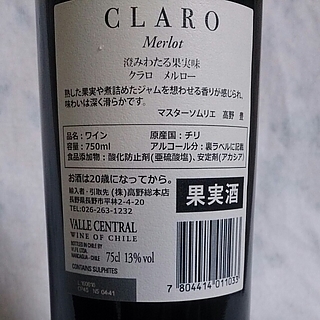 CLARO
Merlot
澄みわたる果実味
クラロ　メルロー
熟した果実や煮詰めたジャムを想わせる香りが感じられ、
味わいは深く滑らかです。
マスターソムリエ　高野　豊
品名：ワイン　原産国：チリ
容量：750ml　アルコール分：裏ラベルに記載
食品添加物：酸化防止剤(亜硫酸塩)、安定剤(アカシア)
お酒は20歳になってから。
輸入者・引取先 (株)高野総本店
長野県長野市平林2-4-20
TEL:026-263-1232
果実酒
VALLE CENTRAL
WINE OF CHILE
BOTTLED IN CHILE BY
75cl 13%vol
CONTAINS SULPHITES
7 804414 011033